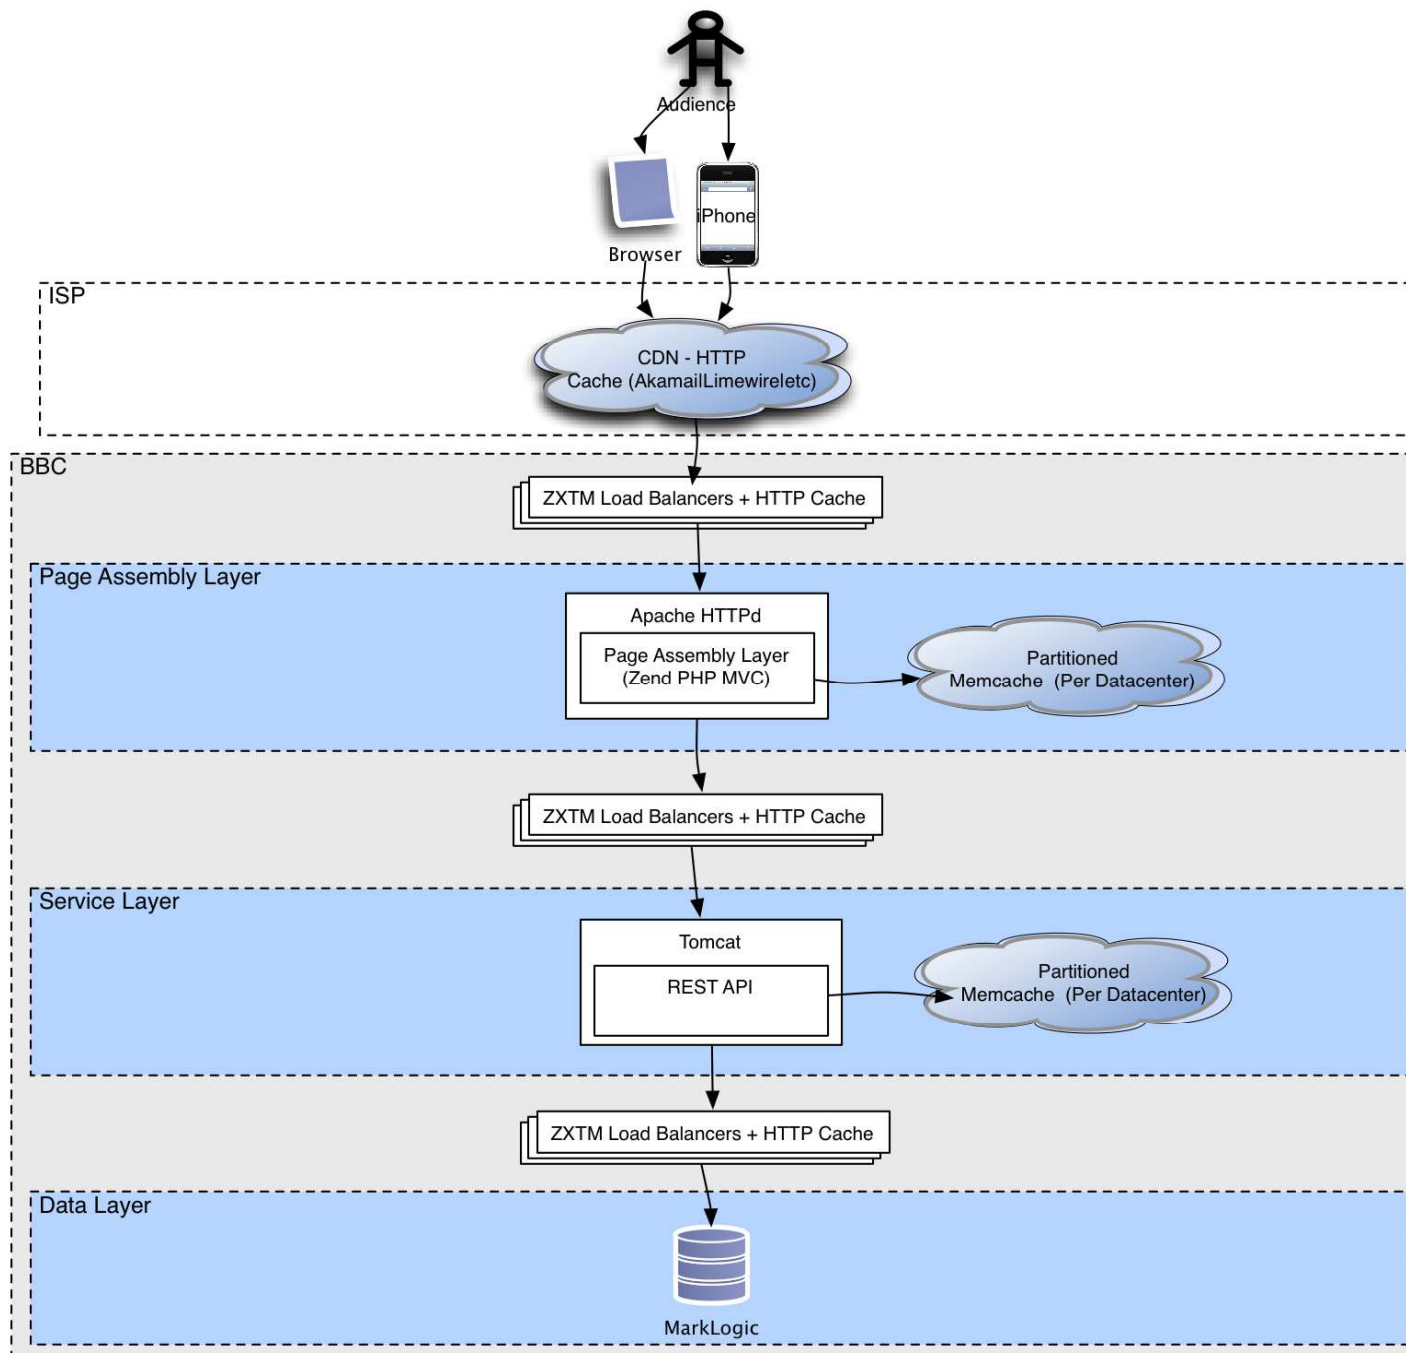 Audience
iPhone
Browser
ISP
CDN - HTTP
Cache (AkamailLimewireletc)
BBC
ZXTM Load Balancers + HTTP Cache
Page Assembly Layer
Apache HTTPd
Page Assembly Layer
(Zend PHP MVC)
Partitioned
Memcache (Per Datacenter)
ZXTM Load Balancers + HTTP Cache
Service Layer
Tomcat
REST API
Partitioned
Memcache (Per Datacenter)
ZXTM Load Balancers + HTTP Cache
Data Layer
MarkLogic